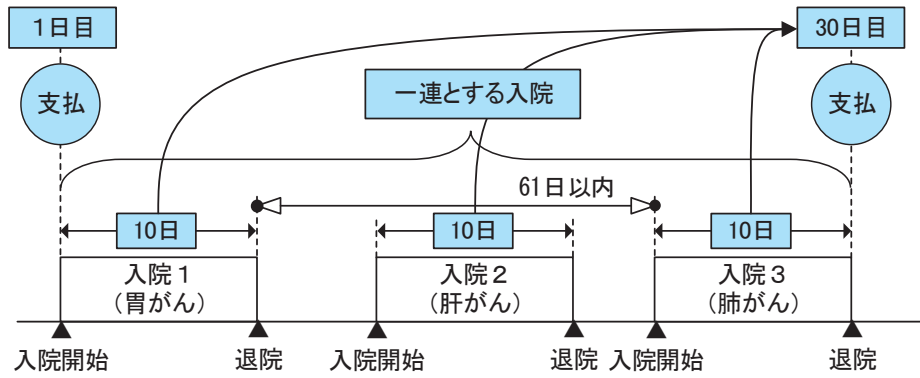 1日目
30日目
支払
支払
一連とする入院
61日以内
10日
10日
10日
入院1
(胃がん)
入院2
(肝がん)
入院3
(肺がん)
入院開始
退院
入院開始
退院
入院開始
退院